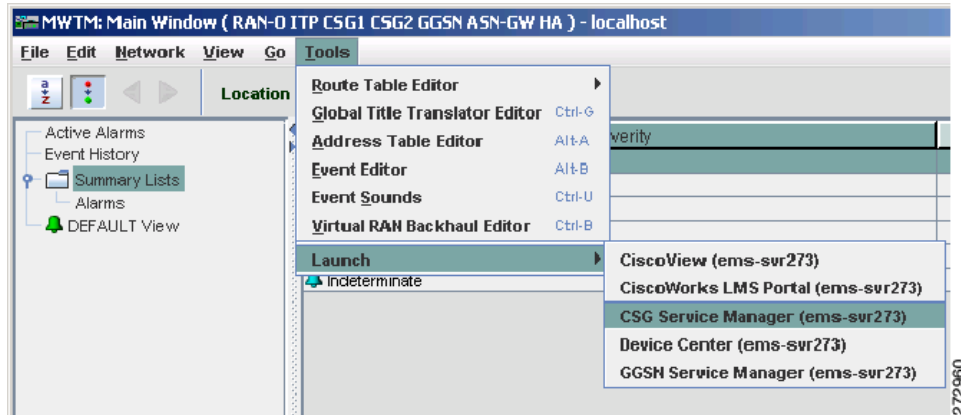 MWTM: Main Window ( RAN-O ITP CSG1 CSG2 GGSN ASN-GW HA ) - localhost
File Edit Network View Go Tools
Location
Route Table Editor
Global Title Translator Editor Ctrl-G
Address Table Editor Alt-A
Event Editor Alt-B
Event Sounds Ctrl-U
Virtual RAN Backhaul Editor Ctrl-B
Launch
Active Alarms
Event History
Summary Lists
Alarms
DEFAULT View
verity
Indeterminate
CiscoView (ems-svr273)
CiscoWorks LMS Portal (ems-svr273)
CSG Service Manager (ems-svr273)
Device Center (ems-svr273)
GGSN Service Manager (ems-svr273)
272960